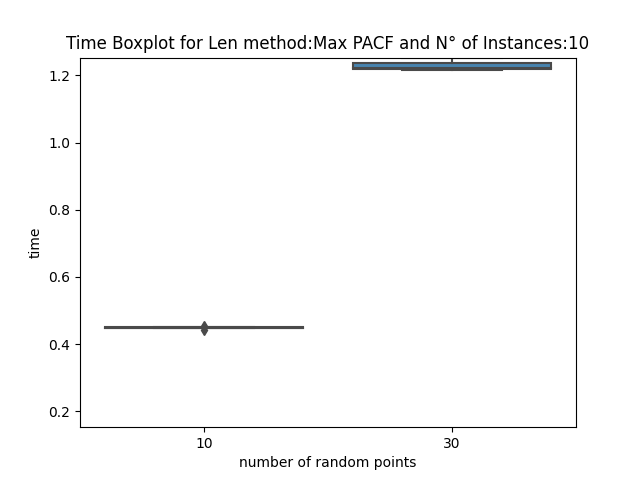 Time Boxplot for Len method:Max PACF and N° of Instances:10
1.2
1.0
0.8
time
0.6
0.4
0.2
10 30
number of random points